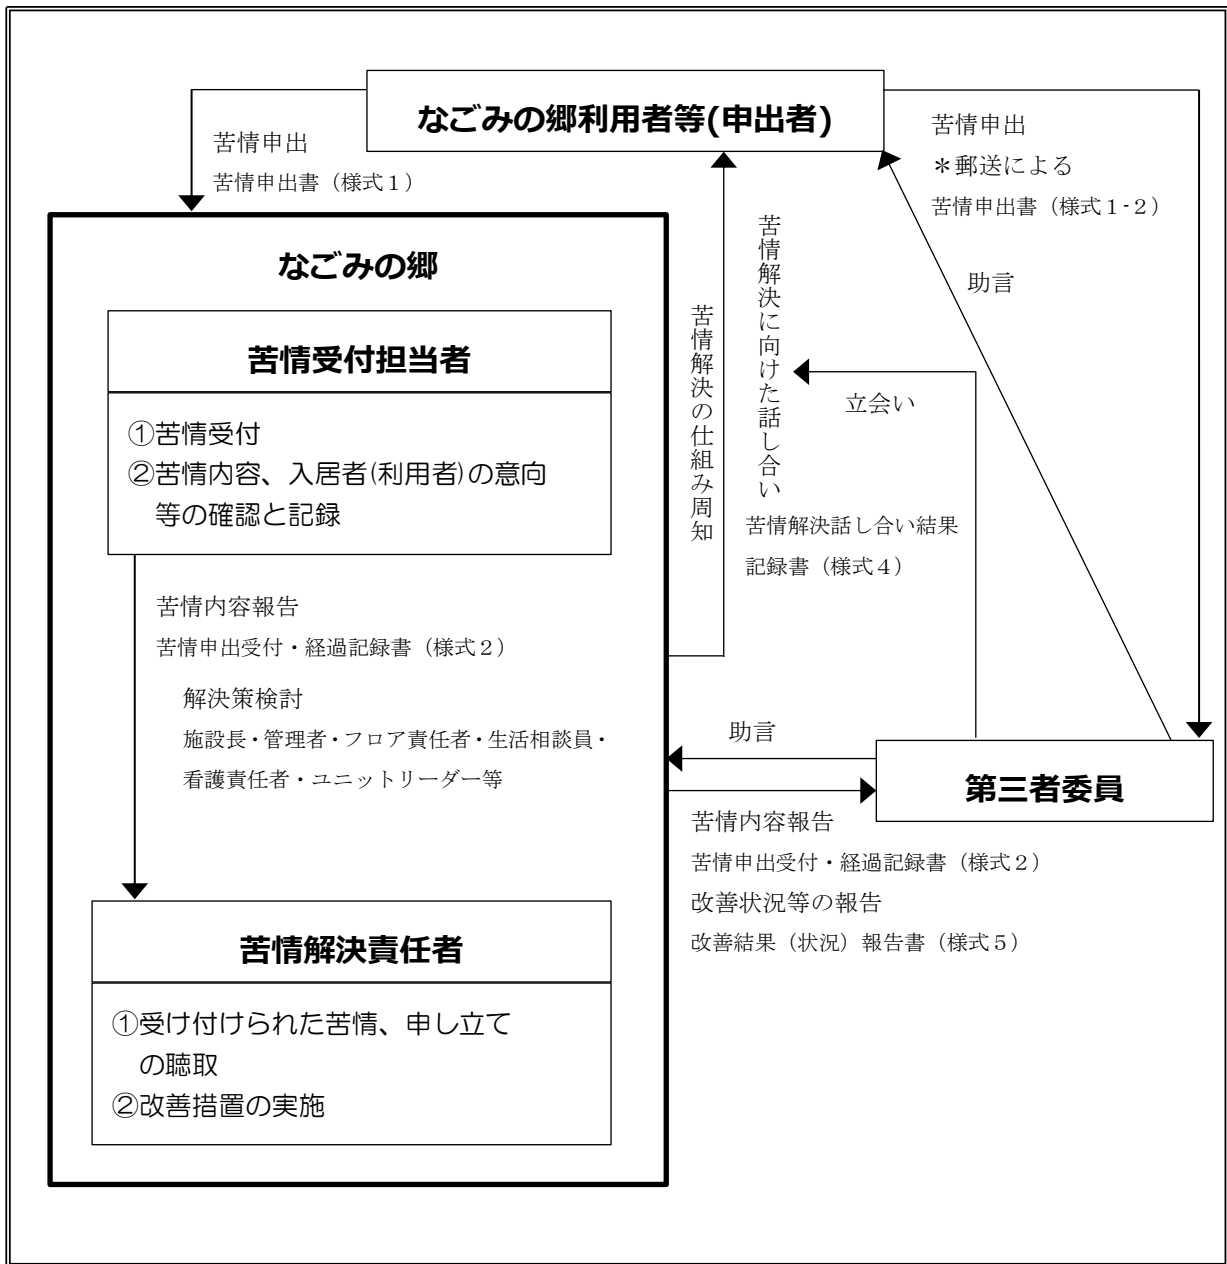 なごみの郷利用者等(申出者)
苦情申出
苦情申出書（様式１）
苦情申出
＊郵送による
苦情申出書（様式１-２）
助言
なごみの郷
苦情受付担当者
①苦情受付
②苦情内容、入居者(利用者)の意向
等の確認と記録
苦情内容報告
苦情申出受付・経過記録書（様式２）
解決策検討
施設長・管理者・フロア責任者・生活相談員・
看護責任者・ユニットリーダー等
苦情解決責任者
①受け付けられた苦情、申し立て
の聴取
②改善措置の実施
苦情解決の仕組み周知
苦情解決に向けた話し合い
立会い
苦情解決話し合い結果
記録書（様式４）
助言
第三者委員
苦情内容報告
苦情申出受付・経過記録書（様式２）
改善状況等の報告
改善結果（状況）報告書（様式５）